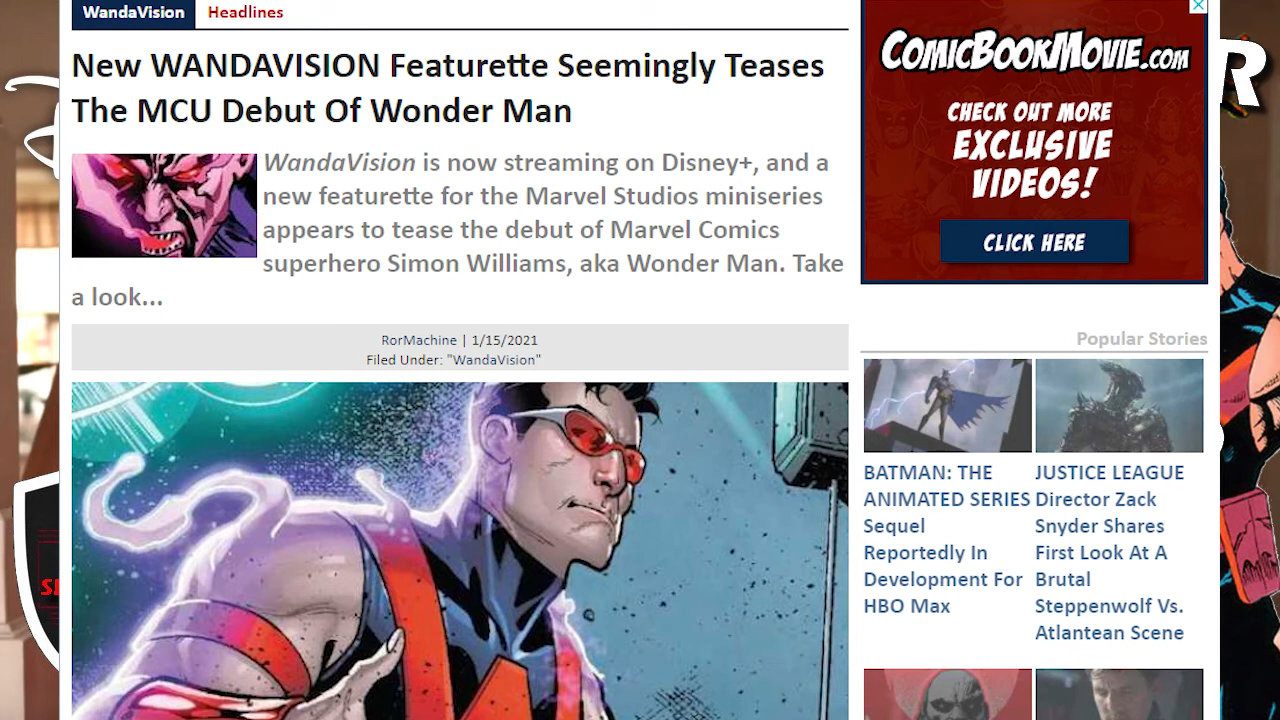 WandaVision Headlines
New WANDAVISION Featurette Seemingly Teases
The MCU Debut Of Wonder Man
WandaVision is now streaming on Disney+, and a
new featurette for the Marvel Studios miniseries
appears to tease the debut of Marvel Comics
superhero Simon Williams, aka Wonder Man. Take
a look...
RorMachine | 1/15/2021
Filed Under: "WandaVision"
COMICBOOKMOVIE.COM
CHECK OUT MORE
EXCLUSIVE
VIDEOS!
CLICK HERE
Popular Stories
BATMAN: THE
ANIMATED SERIES
Sequel
Reportedly In
Development For
HBO Max
JUSTICE LEAGUE
Director Zack
Snyder Shares
First Look At A
Brutal
Steppenwolf Vs.
Atlantean Scene
R